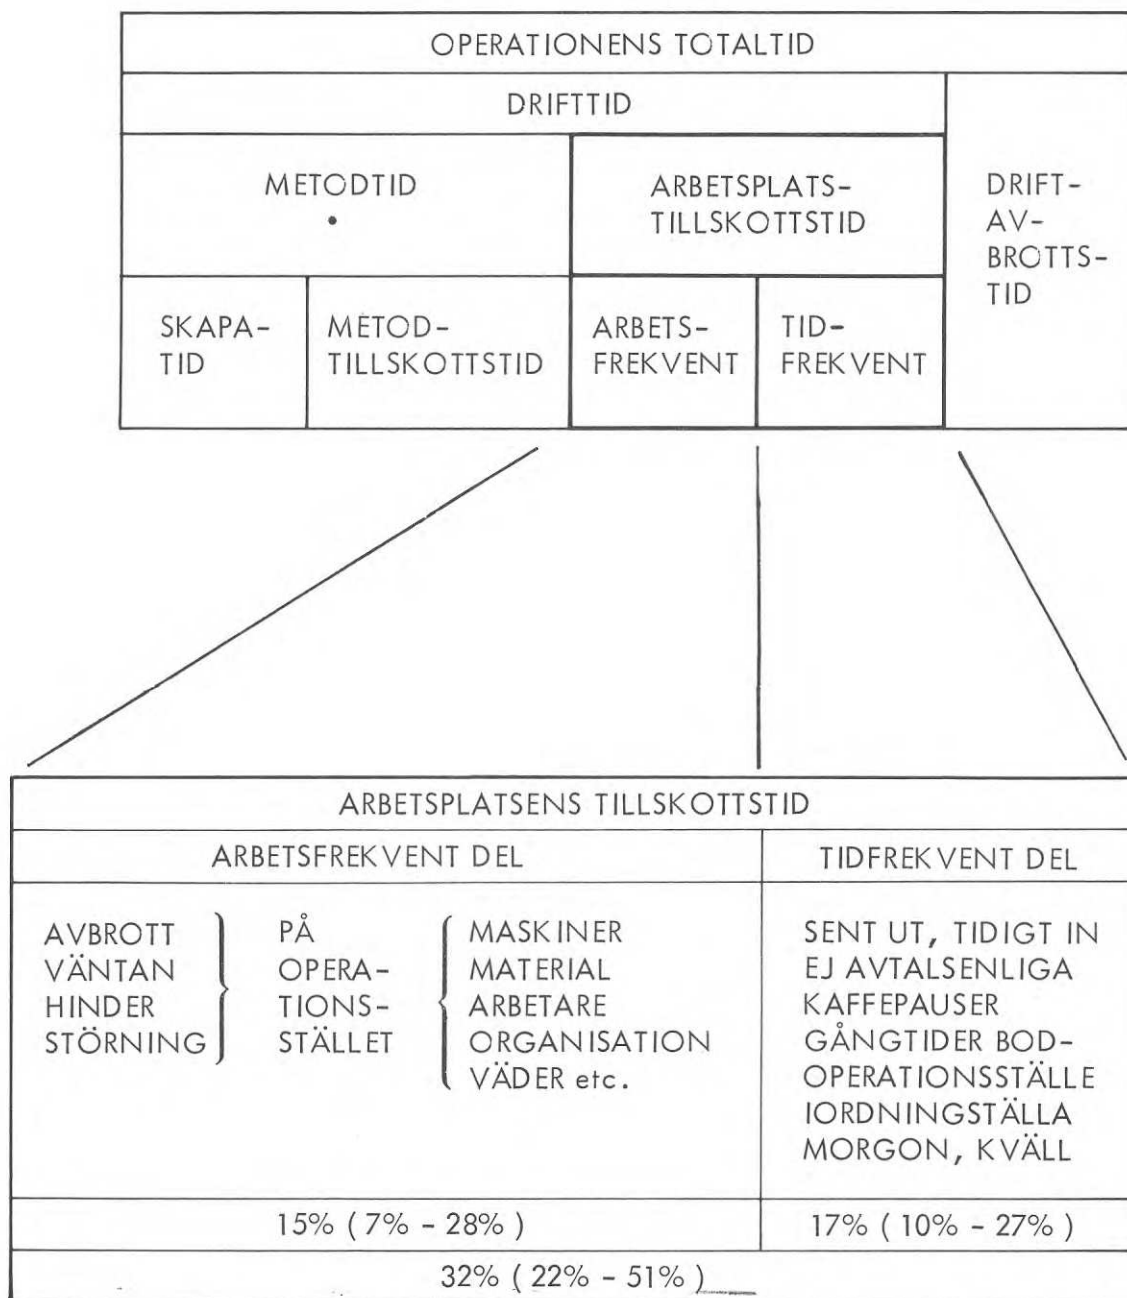 OPERATIONENS TOTALTID
DRIFTTID
METODTID
ARBETSPLATS-
TILLSKOTTSTID
DRIFT-
AV-
BROTTS-
TID
SKAPA-
TID
METOD-
TILLSKOTTSTID
ARBETS-
FREKVENT
TID-
FREKVENT
ARBETSPLATSENS TILLSKOTTSTID
ARBETSFREKVENT DEL
TIDFREKVENT DEL
AVBROTT
VÄNTAN
HINDER
STÖRNING
PÅ
OPERA-
TIONS-
STÄLLET
MASKINER
MATERIAL
ARBETARE
ORGANISATION
VÄDER etc.
SENT UT, TIDIGT IN
EJ AVTALSENLIGA
KAFFEPAUSER
GÅNGTIDER BOD-
OPERATIONSSTÄLLE
IORDNINGSTÄLLA
MORGON, KVÄLL
15% ( 7% - 28% )
17% ( 10% - 27% )
32% ( 22% - 51% )